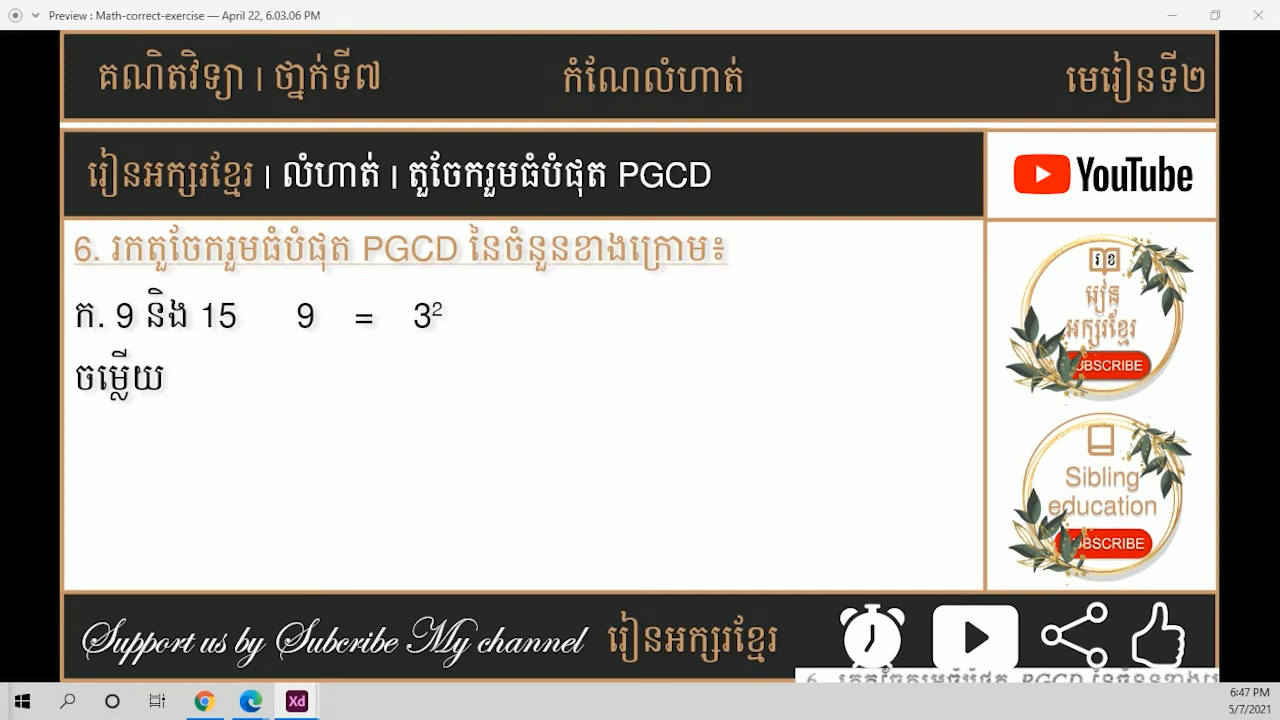 Preview : Math-correct-exercise — April 22, 6.03.06 PM
គណិតវិទ្យា | ថ្នាក់ទី៧
កំណែលំហាត់
មេរៀនទី២
រៀនអក្សរខ្មែរ | លំហាត់ | តួចែករួមធំបំផុត PGCD
YouTube
6. រកតួចែករួមធំបំផុត PGCD នៃចំនួនខាងក្រោម៖
ក. 9 និង 15 9 = 3²
ចម្លើយ
រ ខ
រៀន
អក្សរខ្មែរ
SUBSCRIBE
Sibling
education
SUBSCRIBE
Support us by Subcribe My channel រៀនអក្សរខ្មែរ
Xd
6:47 PM
5/7/2021